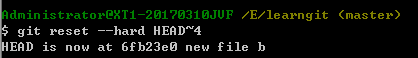 Administrator@XT1-20170310JVF /E/learngit (master)
$ git reset --hard HEAD~4
HEAD is now at 6fb23e0 new file b